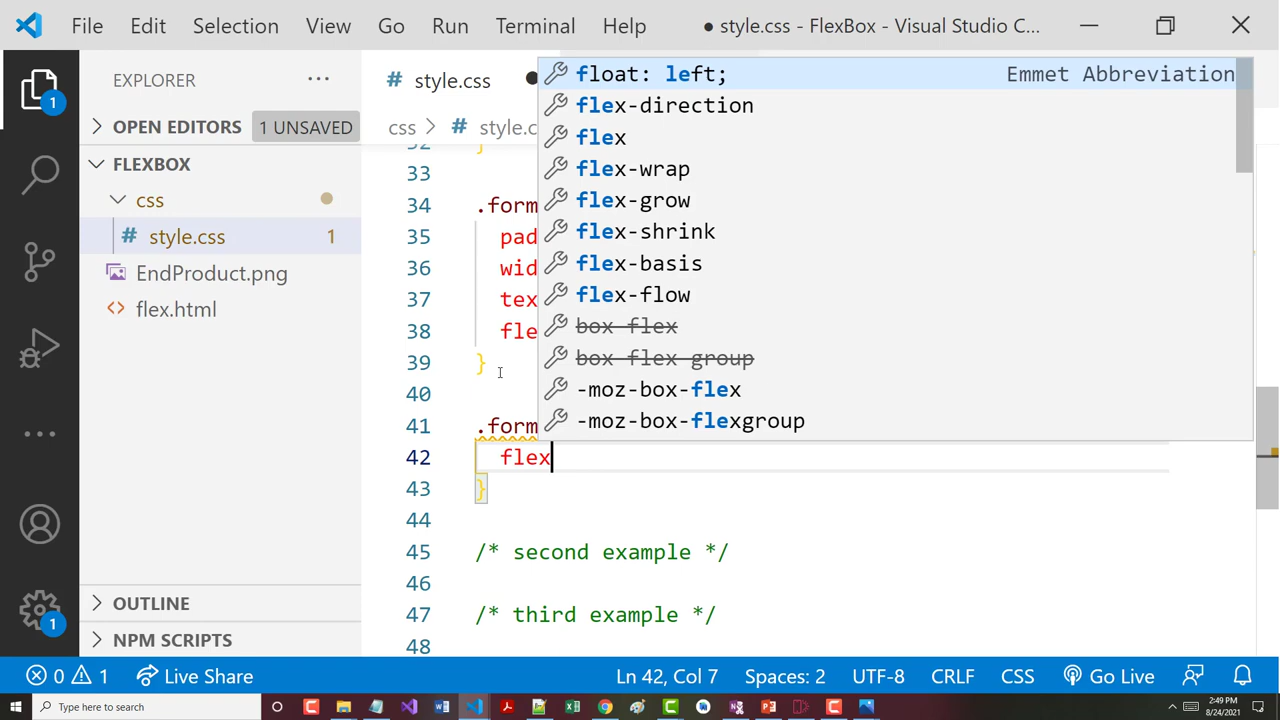 File Edit Selection View Go Run Terminal Help ● style.css - FlexBox - Visual Studio C...
1
EXPLORER ...
OPEN EDITORS 1 UNSAVED
FLEXBOX
css
# style.css 1
EndProduct.png
<> flex.html
OUTLINE
NPM SCRIPTS
# style.css
css > # style.c
32 }
33
34 .form
35 pad
36 wid
37 tex
38 fle
39 }
40
41 .form
42 flex
43 }
44
45 /* second example */
46
47 /* third example */
48
float: left; Emmet Abbreviation
flex-direction
flex
flex-wrap
flex-grow
flex-shrink
flex-basis
flex-flow
box-flex
box-flex-group
-moz-box-flex
-moz-box-flexgroup
1
0 1 Live Share Ln 42, Col 7 Spaces: 2 UTF-8 CRLF CSS Go Live
Type here to search
2:49 PM
8/24/2021